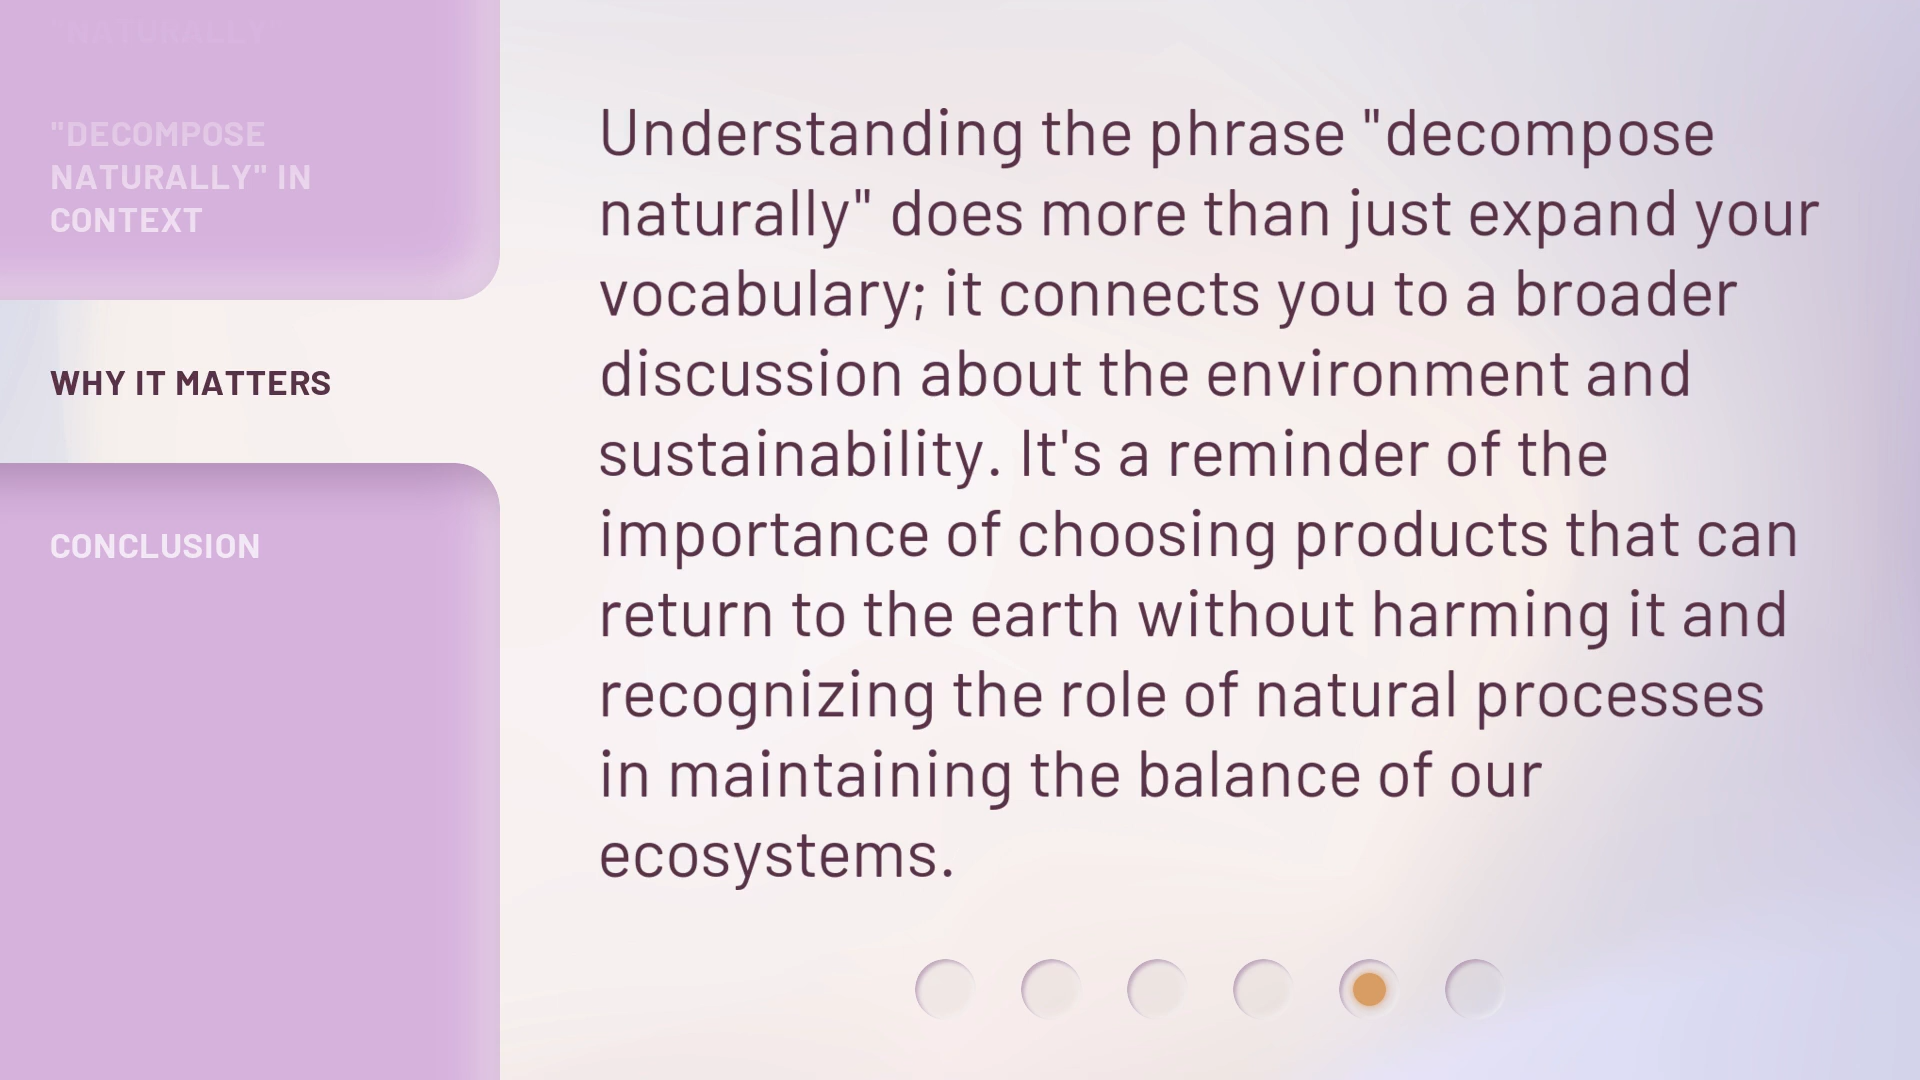 "NATURALLY"
"DECOMPOSE
NATURALLY" IN
CONTEXT
WHY IT MATTERS
CONCLUSION
Understanding the phrase "decompose
naturally" does more than just expand your
vocabulary; it connects you to a broader
discussion about the environment and
sustainability. It's a reminder of the
importance of choosing products that can
return to the earth without harming it and
recognizing the role of natural processes
in maintaining the balance of our
ecosystems.